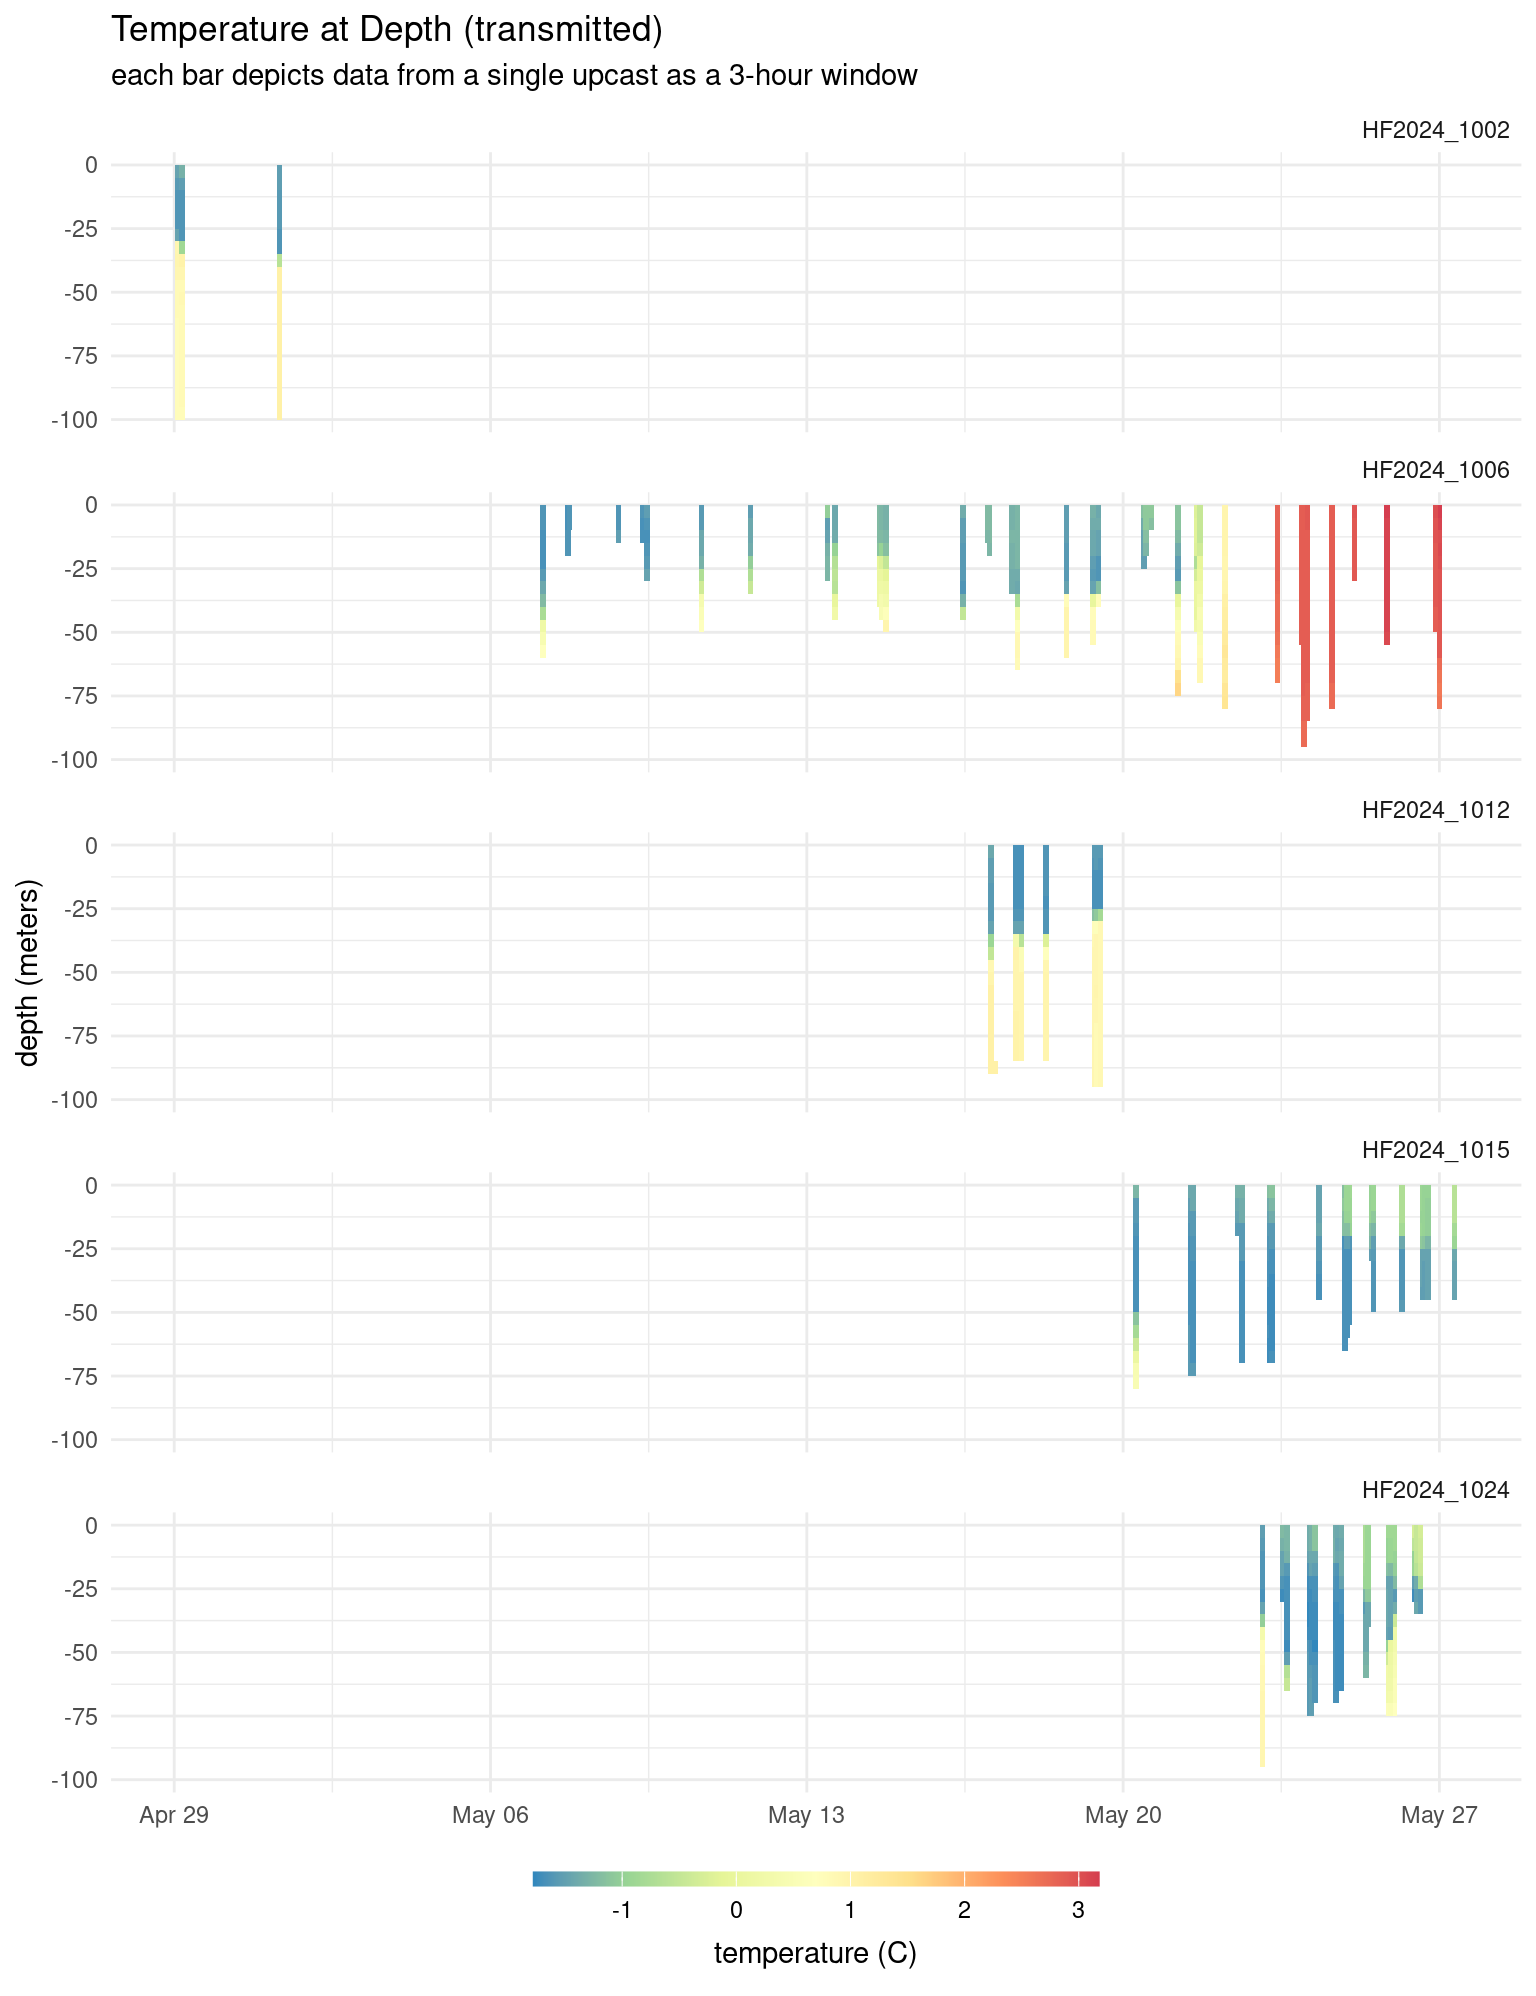 Temperature at Depth (transmitted)
each bar depicts data from a single upcast as a 3-hour window
HF2024_1002
0
-25
-50
-75
-100
HF2024_1006
0
-25
-50
-75
-100
HF2024_1012
0
-25
-50
-75
-100
depth (meters)
HF2024_1015
0
-25
-50
-75
-100
HF2024_1024
0
-25
-50
-75
-100
Apr 29 May 06 May 13 May 20 May 27
-1 0 1 2 3
temperature (C)